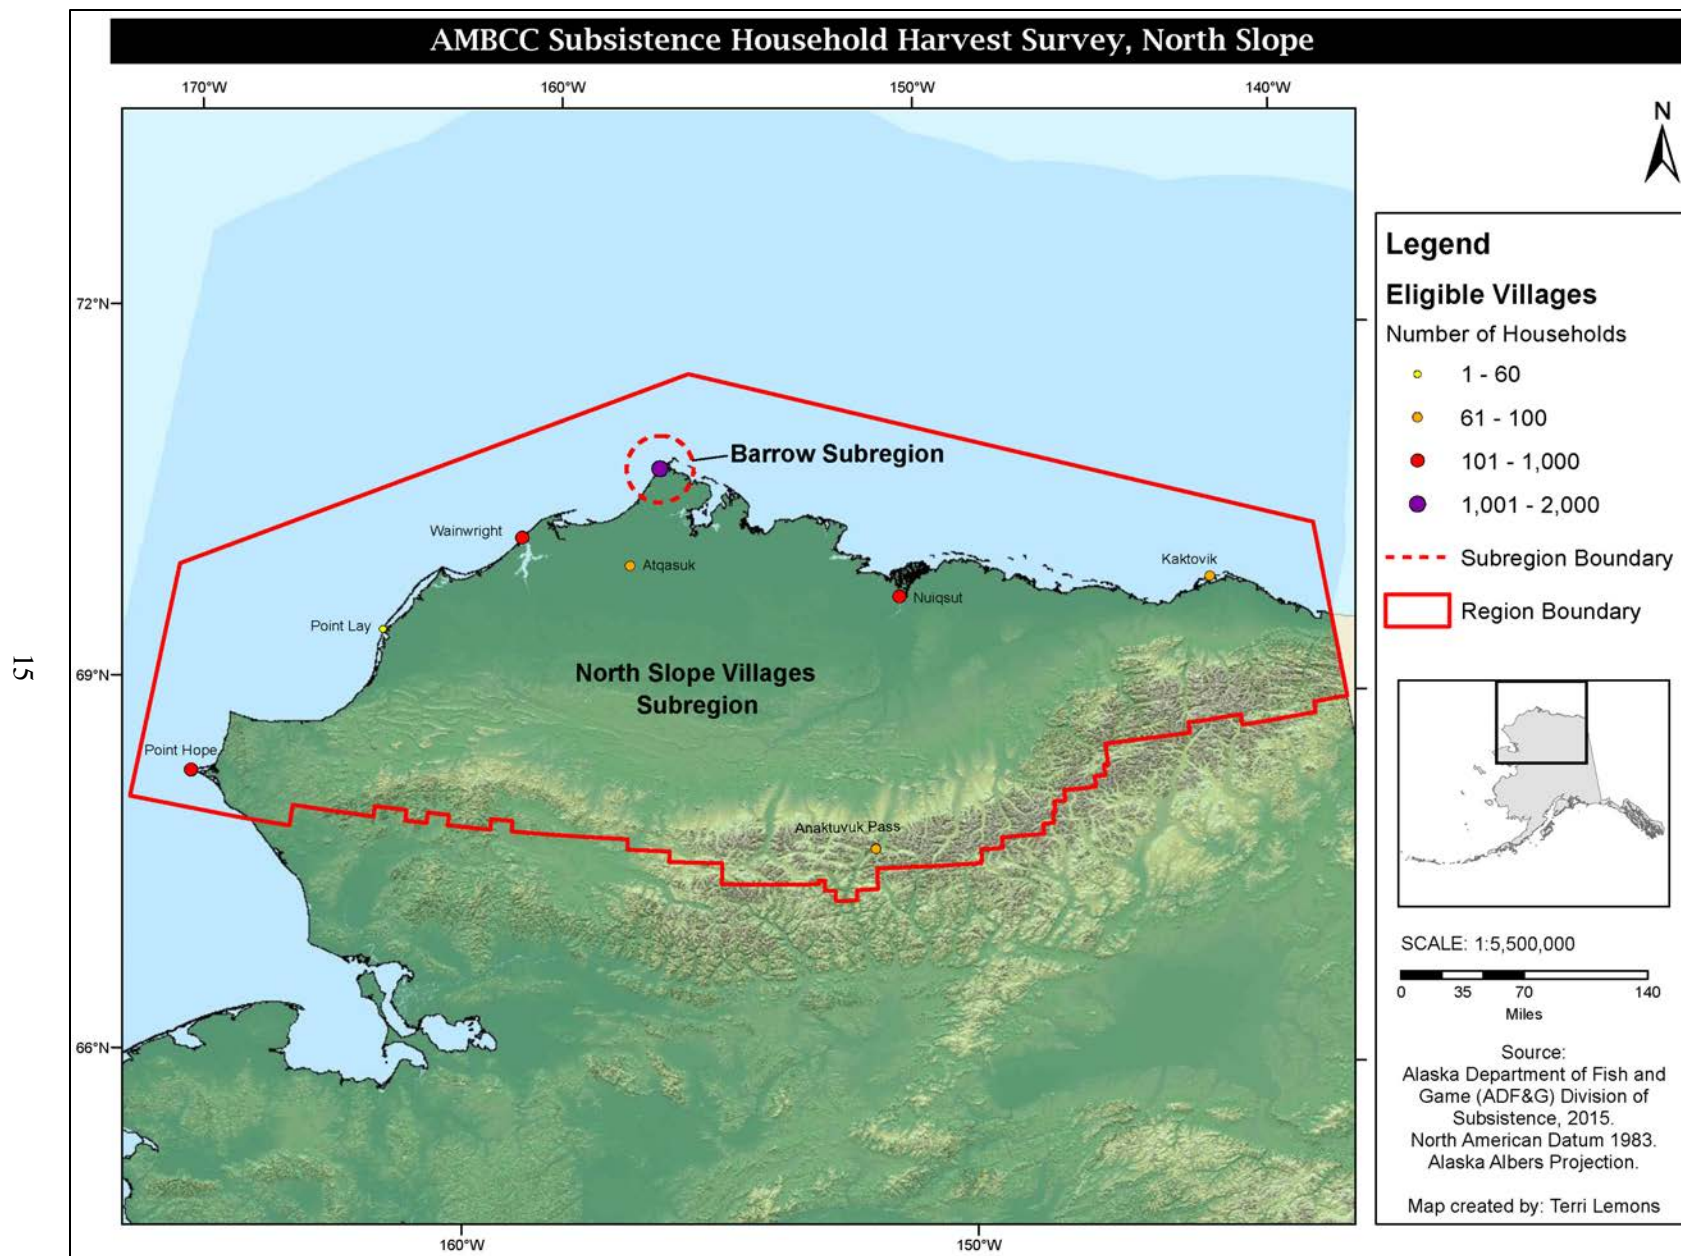 AMBCC Subsistence Household Harvest Survey, North Slope
170°W
160°W
150°W
140°W
N
72°N
69°N
66°N
160°W
150°W
Barrow Subregion
Wainwright
Atqasuk
Kaktovik
Nuiqsut
Point Lay
North Slope Villages
Subregion
Point Hope
Anaktuvuk Pass
Legend
Eligible Villages
Number of Households
1 - 60
61 - 100
101 - 1,000
1,001 - 2,000
Subregion Boundary
Region Boundary
SCALE: 1:5,500,000
0 35 70 140
Miles
Source:
Alaska Department of Fish and
Game (ADF&G) Division of
Subsistence, 2015.
North American Datum 1983.
Alaska Albers Projection.
Map created by: Terri Lemons
15